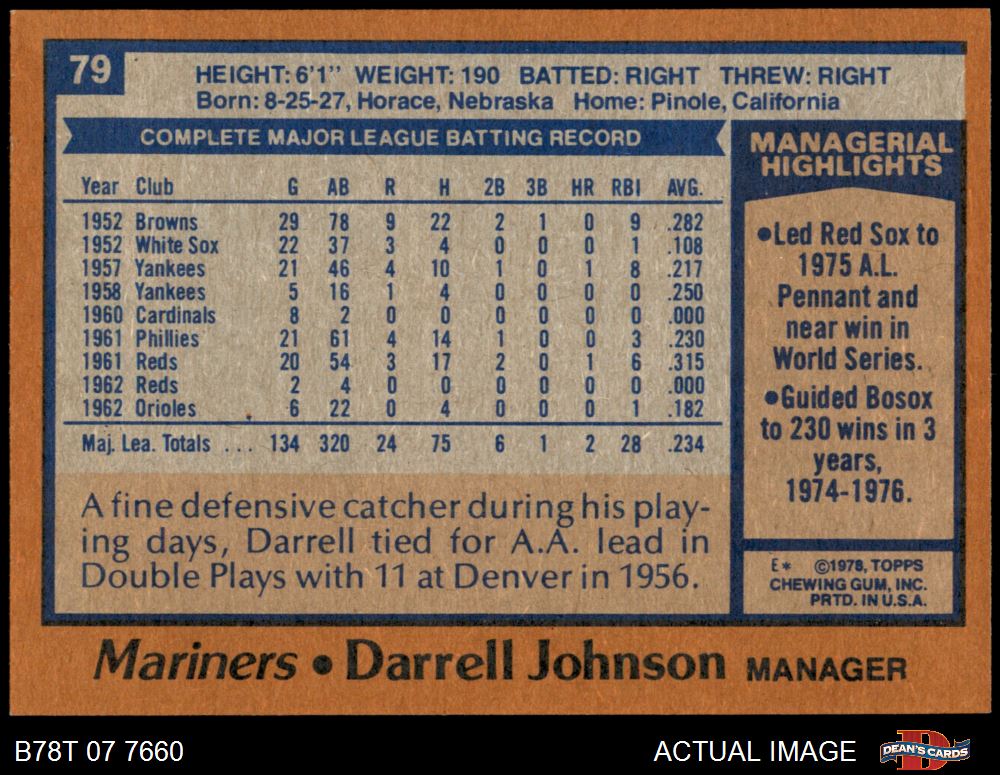 79
HEIGHT: 6'1" WEIGHT: 190 BATTED: RIGHT THREW: RIGHT
Born: 8-25-27, Horace, Nebraska Home: Pinole, California
COMPLETE MAJOR LEAGUE BATTING RECORD
Year Club G AB R H 2B 3B HR RBI AVG.
1952 Browns 29 78 9 22 2 1 0 9 .282
1952 White Sox 22 37 3 4 0 0 0 1 .108
1957 Yankees 21 46 4 10 1 0 1 8 .217
1958 Yankees 5 16 1 4 0 0 0 0 .250
1960 Cardinals 8 2 0 0 0 0 0 0 .000
1961 Phillies 21 61 4 14 1 0 0 3 .230
1961 Reds 20 54 3 17 2 0 1 6 .315
1962 Reds 2 4 0 0 0 0 0 0 .000
1962 Orioles 6 22 0 4 0 0 0 1 .182
Maj. Lea. Totals ... 134 320 24 75 6 1 2 28 .234
A fine defensive catcher during his play-
ing days, Darrell tied for A.A. lead in
Double Plays with 11 at Denver in 1956.
MANAGERIAL
HIGHLIGHTS
•Led Red Sox to
1975 A.L.
Pennant and
near win in
World Series.
•Guided Bosox
to 230 wins in 3
years,
1974-1976.
E* ©1978, TOPPS
CHEWING GUM, INC.
PRTD. IN U.S.A.
Mariners • Darrell Johnson MANAGER
B78T 07 7660 ACTUAL IMAGE DEAN'S CARDS